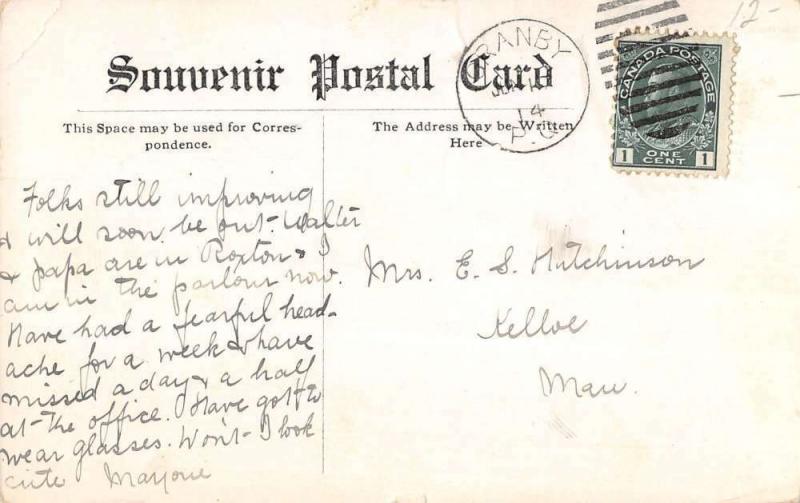 12-
Souvenir Postal Card
GRANBY
14
P.Q
CANADA POSTAGE
1 ONE CENT 1
This Space may be used for Corres-
pondence.
The Address may be Written
Here
Folks still improving
& will soon be out. Walter
& papa are in Roxton & I
am in the parlour now.
Have had a fearful head-
ache for a week & have
missed a day & a half
at the office. Have got to
wear glasses. Won't I look
cute Marjorie
Mrs. E. S. Hutchinson
Kelloe
Man.